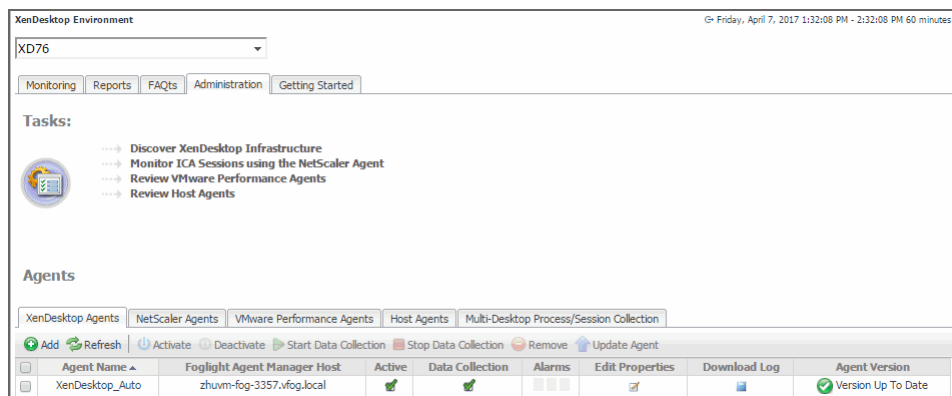 XenDesktop Environment
Friday, April 7, 2017 1:32:08 PM - 2:32:08 PM 60 minutes
XD76
Monitoring Reports FAQts Administration Getting Started
Tasks:
Discover XenDesktop Infrastructure
Monitor ICA Sessions using the NetScaler Agent
Review VMware Performance Agents
Review Host Agents
Agents
XenDesktop Agents NetScaler Agents VMware Performance Agents Host Agents Multi-Desktop Process/Session Collection
Add Refresh Activate Deactivate Start Data Collection Stop Data Collection Remove Update Agent
Agent Name Foglight Agent Manager Host Active Data Collection Alarms Edit Properties Download Log Agent Version
XenDesktop_Auto zhuvm-fog-3357.vfog.local Version Up To Date